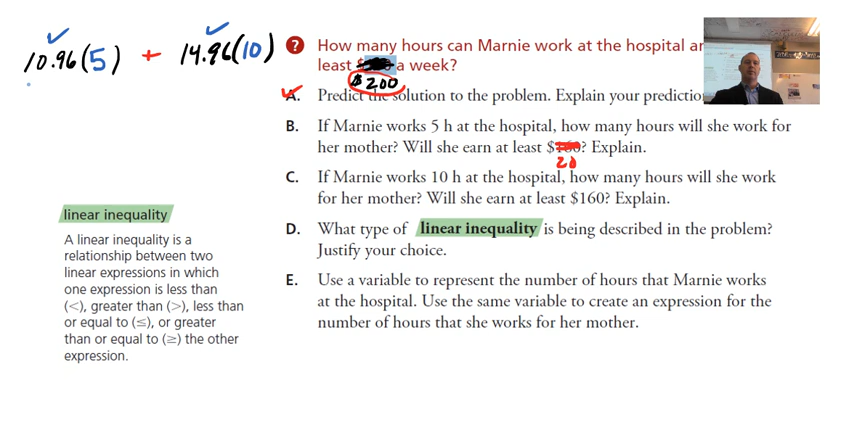 10.96(5) + 14.96(10)
? How many hours can Marnie work at the hospital
least $ a week?
$200
A. Predict the solution to the problem. Explain your
B. If Marnie works 5 h at the hospital, how many hours will she work for
her mother? Will she earn at least $160? Explain.
20
C. If Marnie works 10 h at the hospital, how many hours will she work
for her mother? Will she earn at least $160? Explain.
D. What type of linear inequality is being described in the problem?
Justify your choice.
E. Use a variable to represent the number of hours that Marnie works
at the hospital. Use the same variable to create an expression for the
number of hours that she works for her mother.
linear inequality
A linear inequality is a
relationship between two
linear expressions in which
one expression is less than
(<), greater than (>), less than
or equal to (≤), or greater
than or equal to (≥) the other
expression.